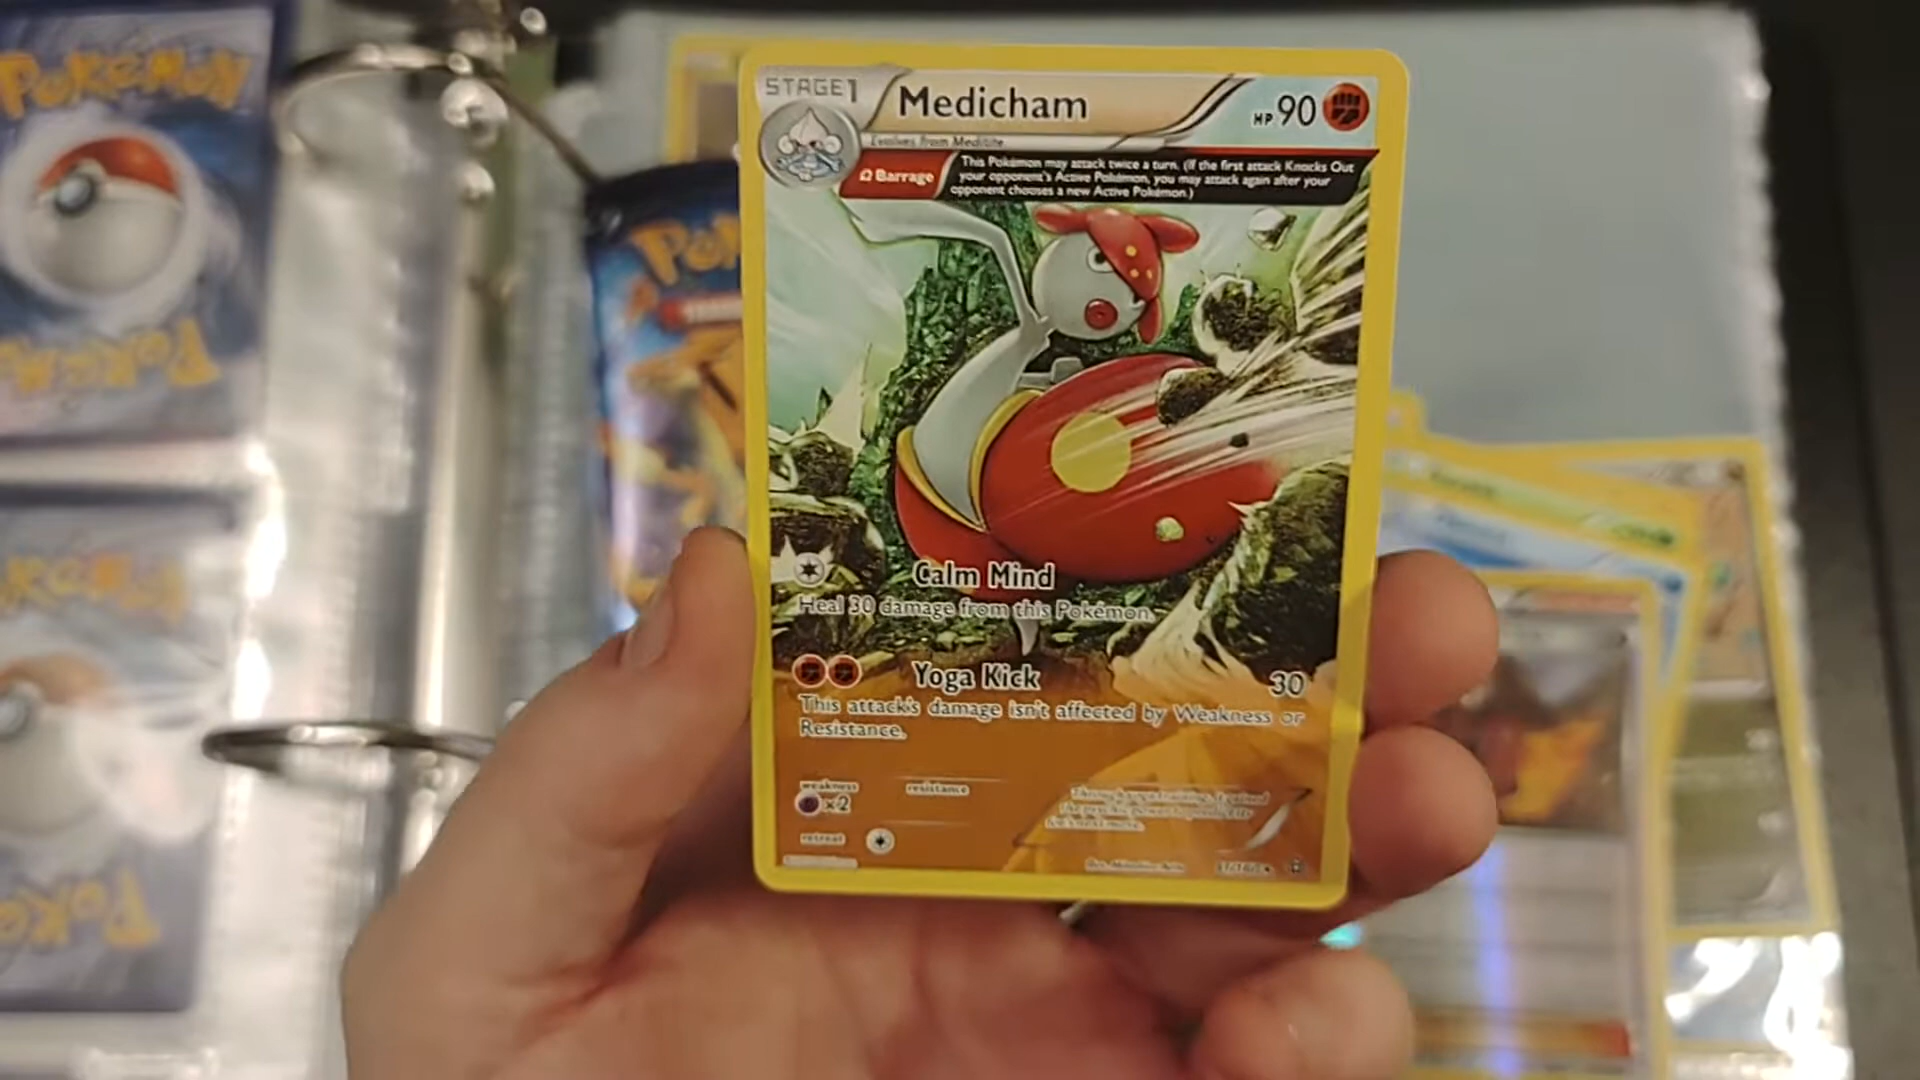 POKéMON
POKéMON
STAGE1
Medicham
HP 90
Evolves from Meditite
Ω Barrage
This Pokémon may attack twice a turn. (If the first attack Knocks Out
your opponent's Active Pokémon, you may attack again after your
opponent chooses a new Active Pokémon.)
Calm Mind
Heal 30 damage from this Pokémon.
Yoga Kick
30
This attack's damage isn't affected by Weakness or
Resistance.
weakness
×2
resistance
retreat